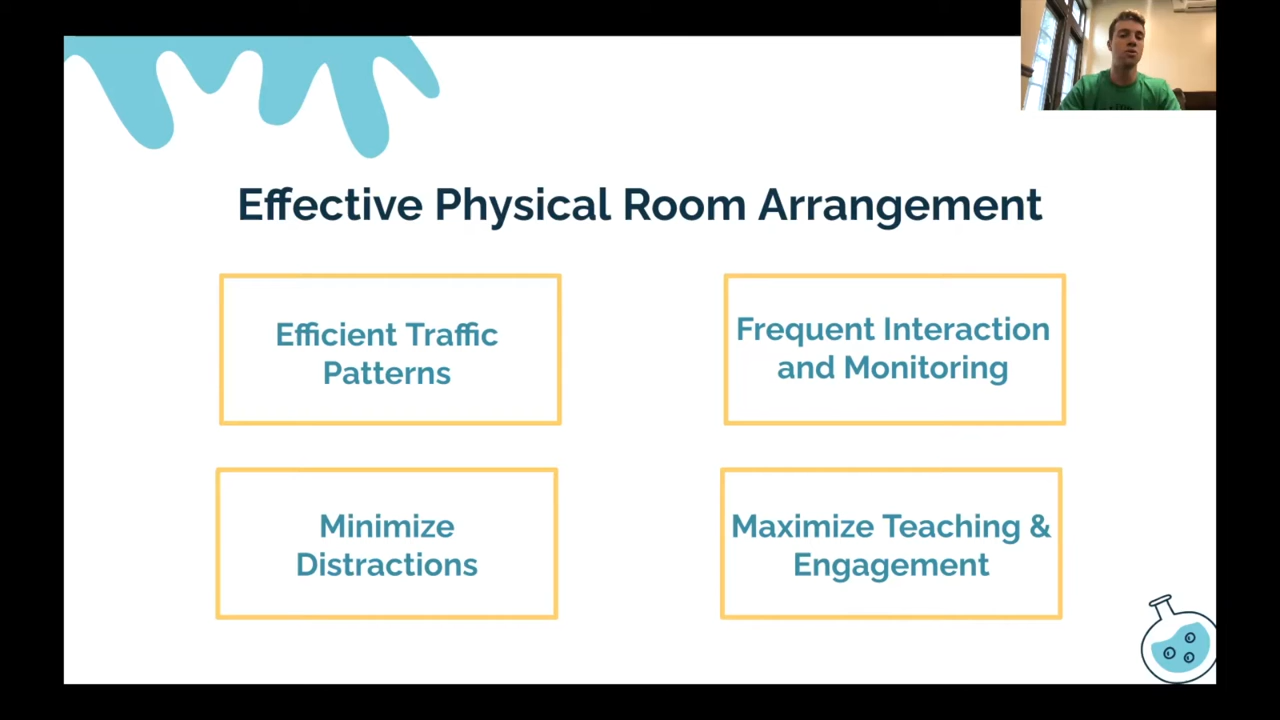 Effective Physical Room Arrangement
Efficient Traffic
Patterns
Frequent Interaction
and Monitoring
Minimize
Distractions
Maximize Teaching &
Engagement